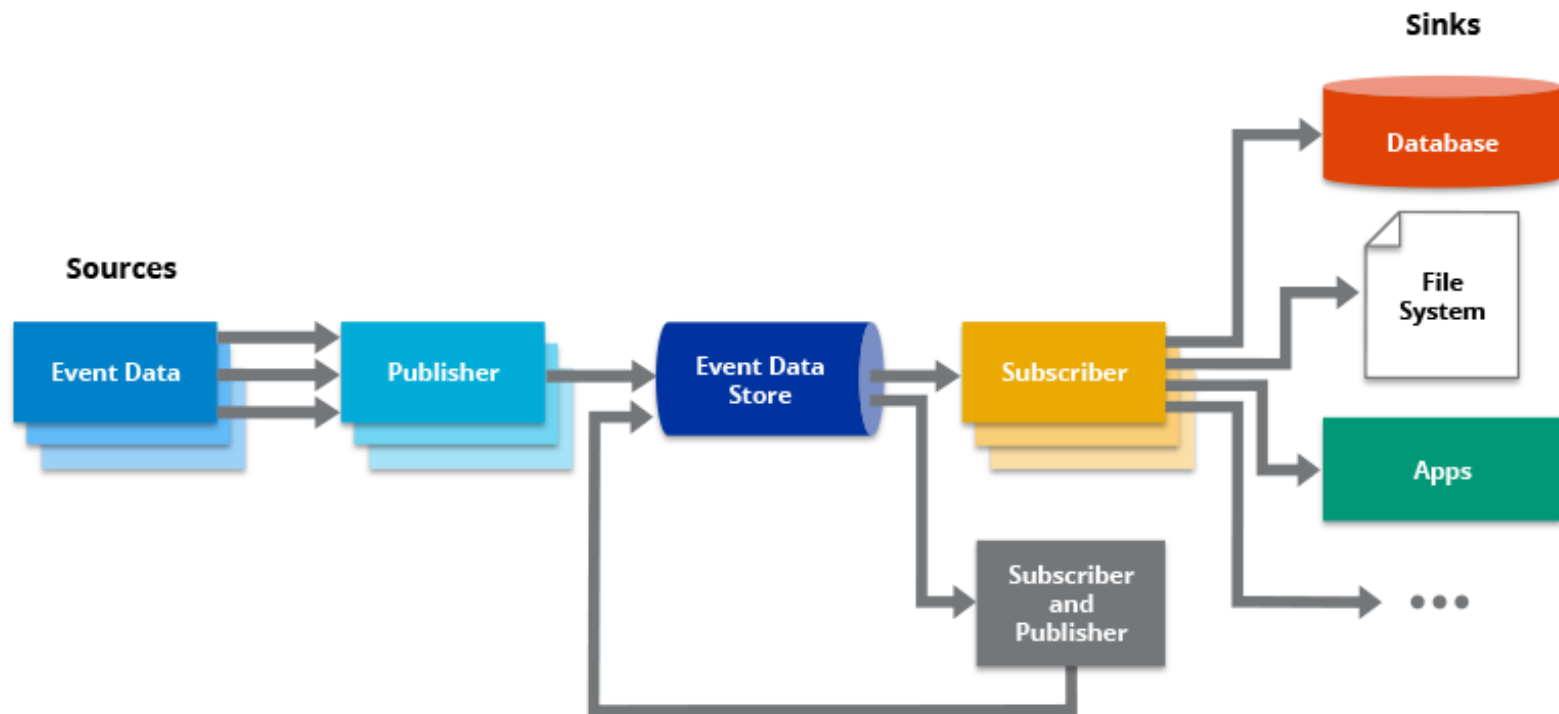 Sinks
Database
File
System
Sources
Event Data
Publisher
Event Data
Store
Subscriber
Apps
Subscriber
and
Publisher